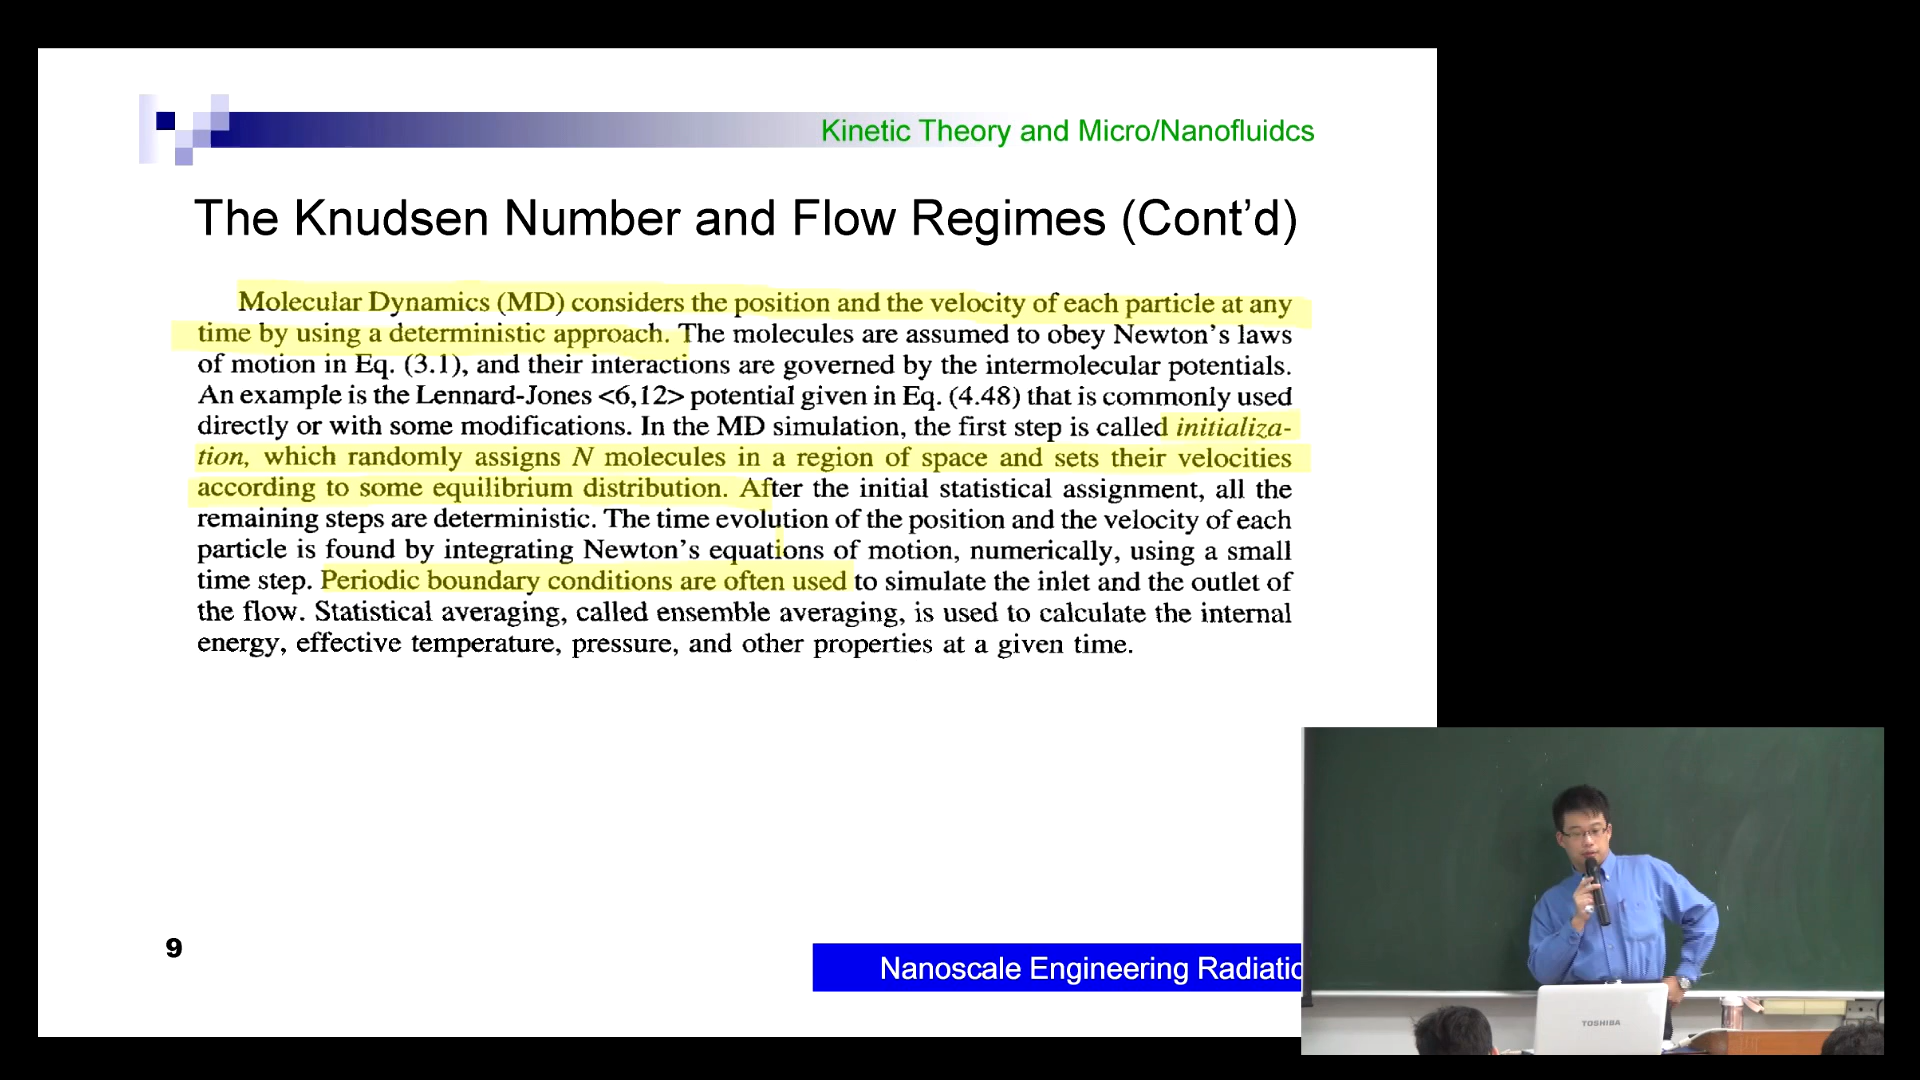 Kinetic Theory and Micro/Nanofluidcs
The Knudsen Number and Flow Regimes (Cont’d)
Molecular Dynamics (MD) considers the position and the velocity of each particle at any
time by using a deterministic approach. The molecules are assumed to obey Newton’s laws
of motion in Eq. (3.1), and their interactions are governed by the intermolecular potentials.
An example is the Lennard-Jones <6,12> potential given in Eq. (4.48) that is commonly used
directly or with some modifications. In the MD simulation, the first step is called initializa-
tion, which randomly assigns N molecules in a region of space and sets their velocities
according to some equilibrium distribution. After the initial statistical assignment, all the
remaining steps are deterministic. The time evolution of the position and the velocity of each
particle is found by integrating Newton’s equations of motion, numerically, using a small
time step. Periodic boundary conditions are often used to simulate the inlet and the outlet of
the flow. Statistical averaging, called ensemble averaging, is used to calculate the internal
energy, effective temperature, pressure, and other properties at a given time.
9
Nanoscale Engineering Radiatio
TOSHIBA